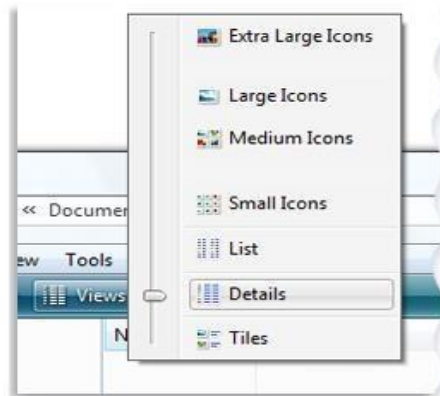 Extra Large Icons
Large Icons
Medium Icons
« Documen
Small Icons
ew Tools
List
Views
Details
N
Tiles